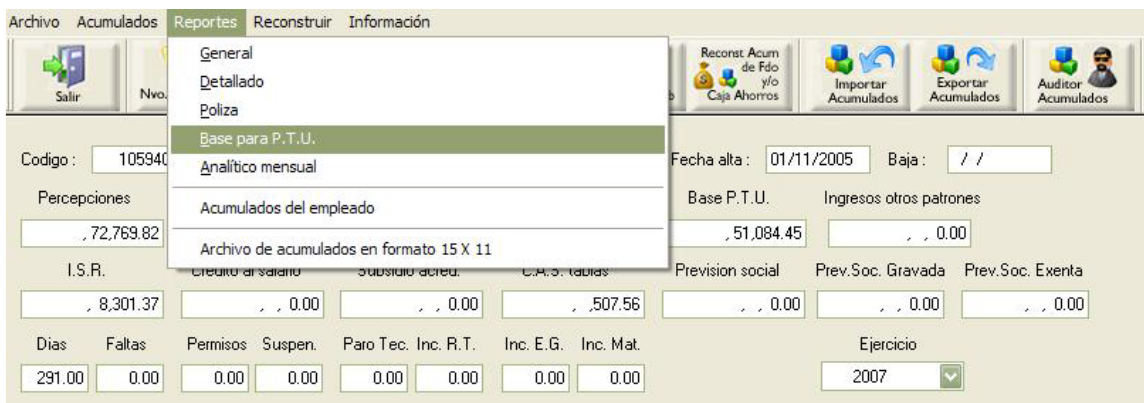 Archivo Acumulados Reportes Reconstruir Información
Salir
Nvo.
General
Detallado
Poliza
Base para P.T.U.
Analítico mensual
Acumulados del empleado
Archivo de acumulados en formato 15 X 11
Reconst Acum
de Fdo
y/o
Caja Ahorros
Importar
Acumulados
Exportar
Acumulados
Auditor
Acumulados
Codigo : 105940 Fecha alta : 01/11/2005 Baja : / /
Percepciones Base P.T.U. Ingresos otros patrones
, 72,769.82 , 51,084.45 , , 0.00
I.S.R. Credito al salario Subsidio acred. C.A.S. tablas Prevision social Prev.Soc. Gravada Prev.Soc. Exenta
, 8,301.37 , , 0.00 , , 0.00 , ,507.56 , , 0.00 , , 0.00 , , 0.00
Dias Faltas Permisos Suspen. Paro Tec. Inc. R.T. Inc. E.G. Inc. Mat. Ejercicio
291.00 0.00 0.00 0.00 0.00 0.00 0.00 0.00 2007